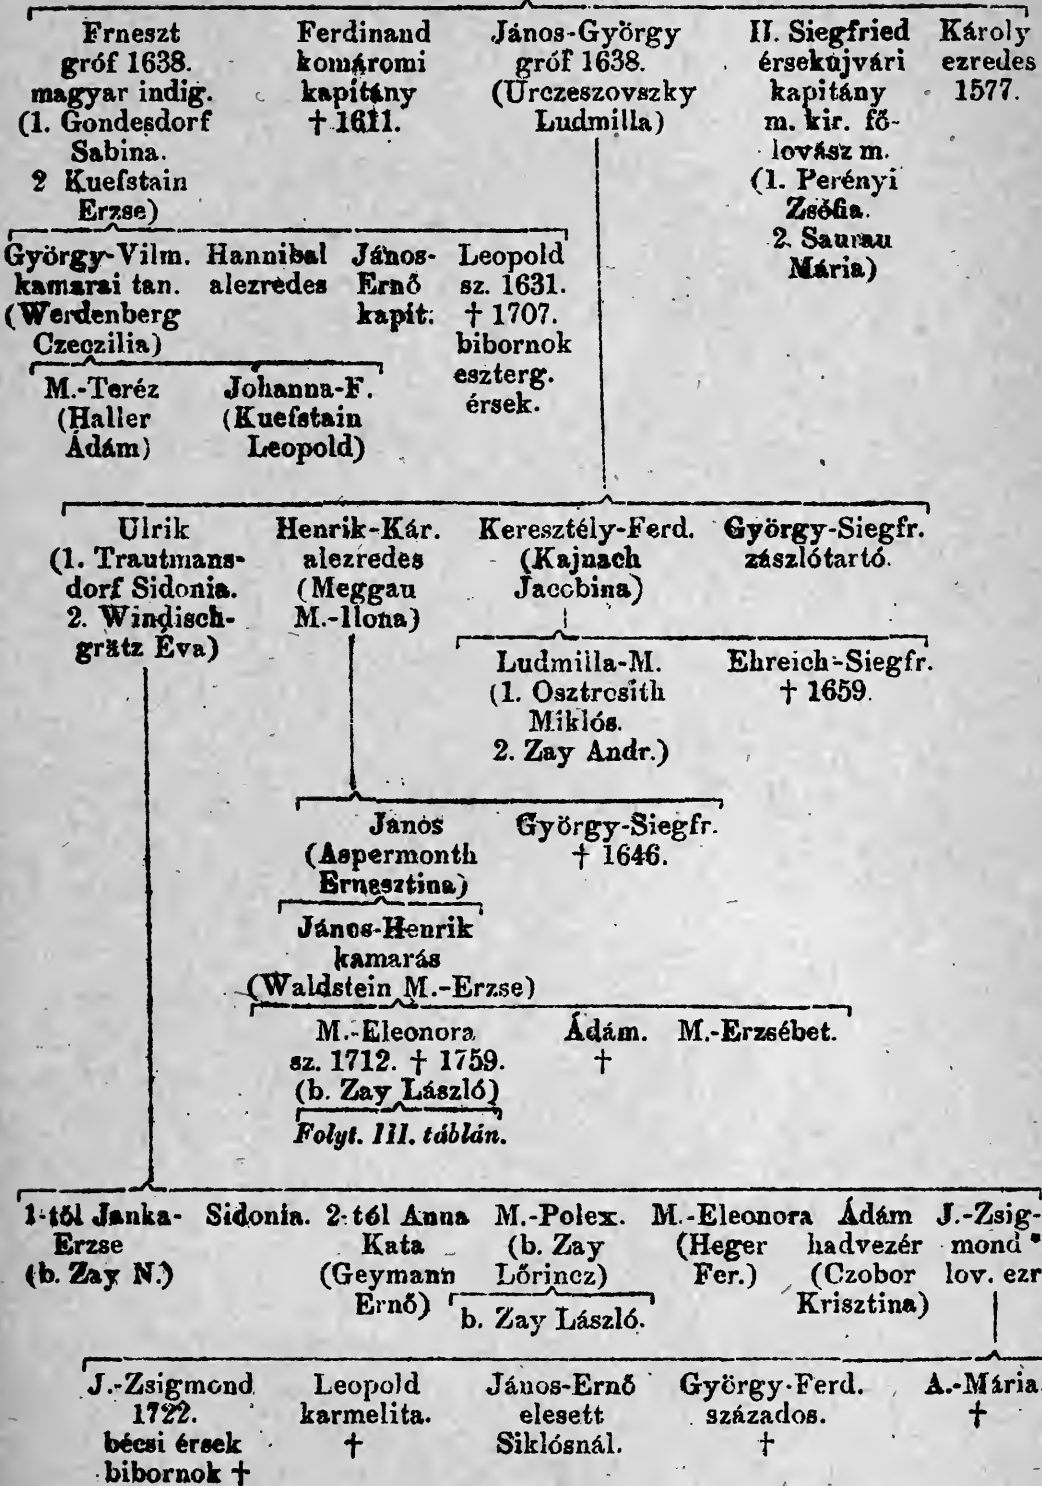 Erneszt
gróf 1638.
magyar indig.
(1. Gondesdorf
Sabina.
2 Kuefstain
Erzse)
Ferdinand
komáromi
kapitány
† 1611.
János-György
gróf 1638.
(Urczeszovszky
Ludmilla)
II. Siegfried
érsekújvári
kapitány
m. kir. fő-
lovász m.
(1. Perényi
Zsófia.
2. Saurau
Mária)
Károly
ezredes
1577.
György-Vilm.
kamarai tan.
(Werdenberg
Czeczilia)
Hannibal
alezredes
János-
Ernő
kapit.
Leopold
sz. 1631.
† 1707.
bibornok
eszterg.
érsek.
M.-Teréz
(Haller
Ádám)
Johanna-F.
(Kuefstain
Leopold)
Ulrik
(1. Trautmans-
dorf Sidonia.
2. Windisch-
grätz Éva)
Henrik-Kár.
alezredes
(Meggau
M.-Ilona)
Keresztély-Ferd.
(Kajnach
Jacobina)
György-Siegfr.
zászlótartó.
Ludmilla-M.
(1. Osztrosith
Miklós.
2. Zay Andr.)
Ehreich-Siegfr.
† 1659.
János
(Aspermonth
Ernesztina)
György-Siegfr.
† 1646.
János-Henrik
kamarás
(Waldstein M.-Erzse)
M.-Eleonora
sz. 1712. † 1759.
(b. Zay László)
Folyt. III. táblán.
Ádám.
†
M.-Erzsébet.
1-től Janka-
Erzse
(b. Zay N.)
Sidonia.
2-tól Anna
Kata
(Geymann
Ernő)
M.-Polex.
(b. Zay
Lőrincz)
b. Zay László.
M.-Eleonora
(Heger
Fer.)
Ádám
hadvezér
(Czobor
Krisztina)
J.-Zsig-
mond *
lov. ezr
J.-Zsigmond
1722.
bécsi érsek
bibornok †
Leopold
karmelita.
†
János-Ernő
elesett
Siklósnál.
György-Ferd.
százados.
†
A.-Mária.
†